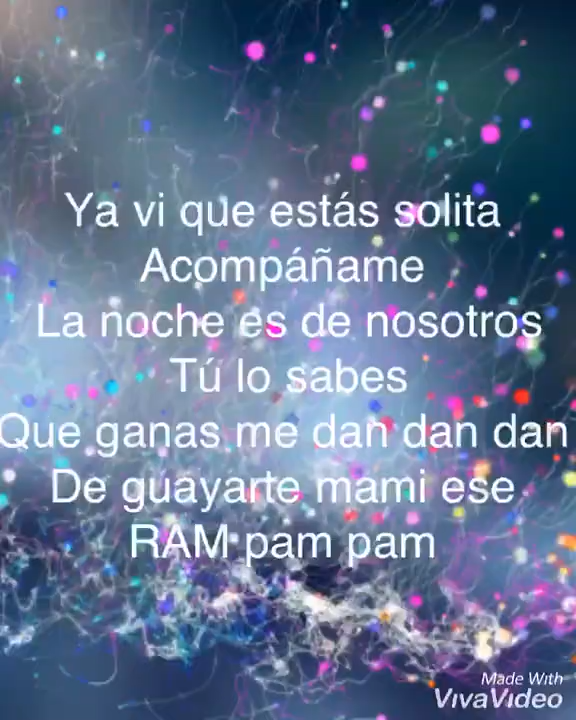 Ya vi que estás solita
Acompáñame
La noche es de nosotros
Tú lo sabes
Que ganas me dan dan dan
De guayarte mami ese
RAM pam pam
Made With
VivaVideo